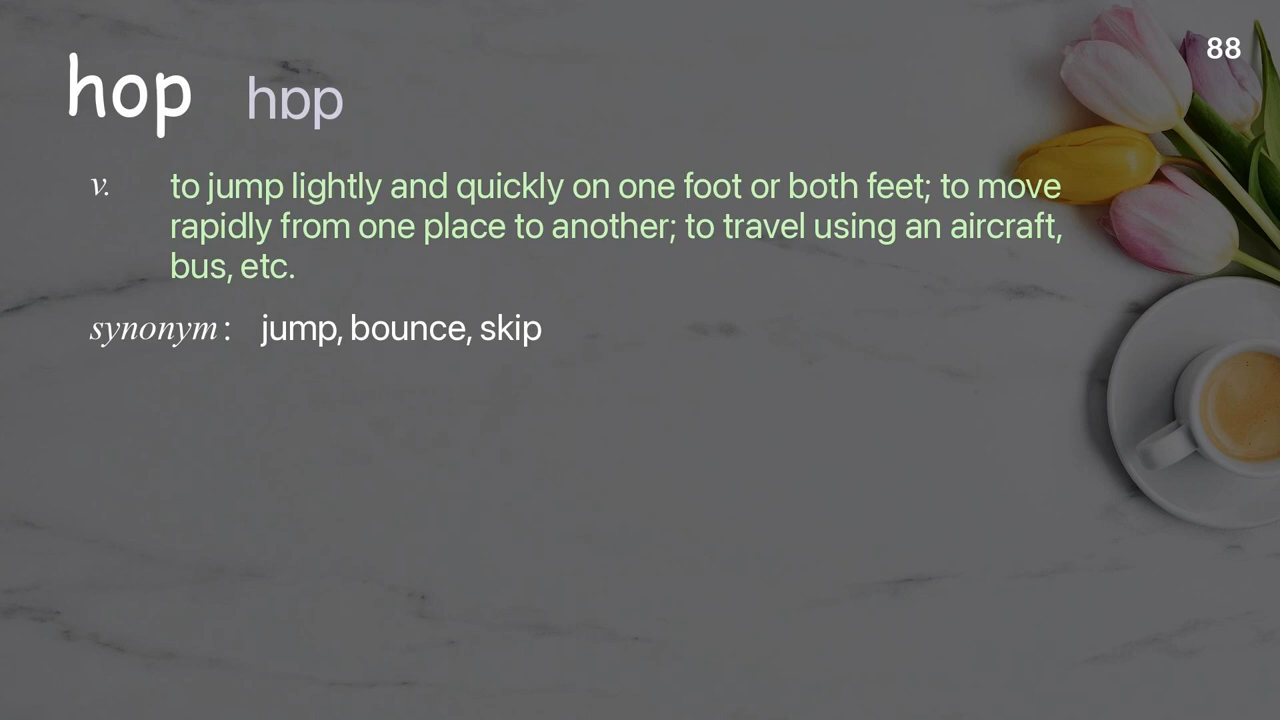 88
hop hɒp
v. to jump lightly and quickly on one foot or both feet; to move
rapidly from one place to another; to travel using an aircraft,
bus, etc.
synonym : jump, bounce, skip